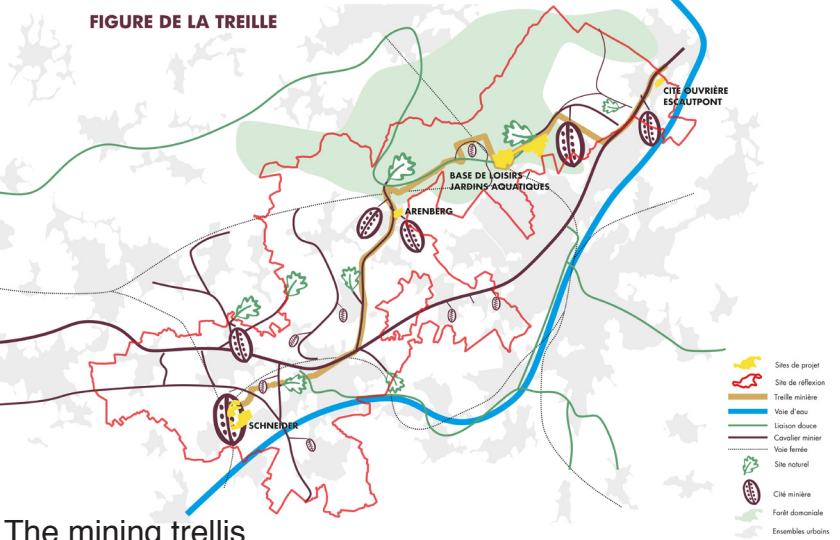 FIGURE DE LA TREILLE
CITÉ OUVRIÈRE
ESCAUTPONT
BASE DE LOISIRS /
JARDINS AQUATIQUES
ARENBERG
SCHNEIDER
Sites de projet
Site de réflexion
Treille minière
Voie d'eau
Liaison douce
Cavalier minier
Voie ferrée
Site naturel
Cité minière
Forêt domaniale
Ensembles urbains
The mining trellis